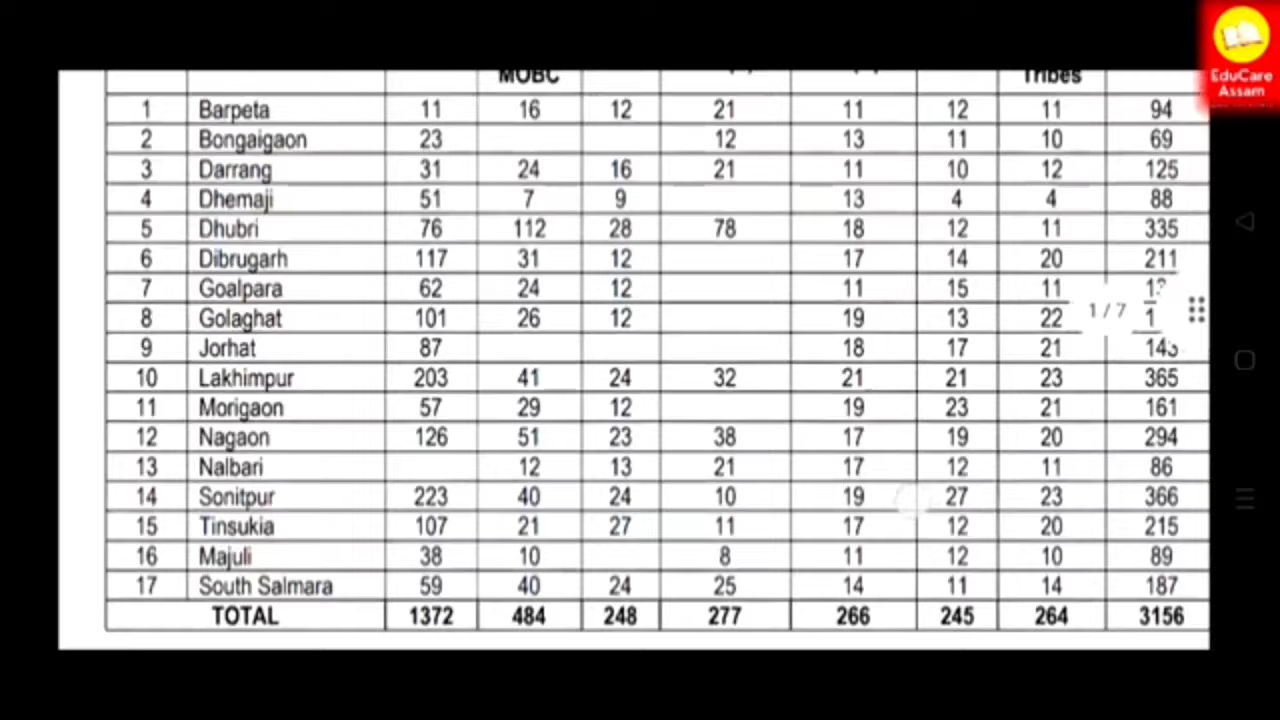 EduCare
Assam
MOBC Tribes
1 Barpeta 11 16 12 21 11 12 11 94
2 Bongaigaon 23 12 13 11 10 69
3 Darrang 31 24 16 21 11 10 12 125
4 Dhemaji 51 7 9 13 4 4 88
5 Dhubri 76 112 28 78 18 12 11 335
6 Dibrugarh 117 31 12 17 14 20 211
7 Goalpara 62 24 12 11 15 11
8 Golaghat 101 26 12 19 13 22
1 / 7
9 Jorhat 87 18 17 21 143
10 Lakhimpur 203 41 24 32 21 21 23 365
11 Morigaon 57 29 12 19 23 21 161
12 Nagaon 126 51 23 38 17 19 20 294
13 Nalbari 12 13 21 17 12 11 86
14 Sonitpur 223 40 24 10 19 27 23 366
15 Tinsukia 107 21 27 11 17 12 20 215
16 Majuli 38 10 8 11 12 10 89
17 South Salmara 59 40 24 25 14 11 14 187
TOTAL 1372 484 248 277 266 245 264 3156